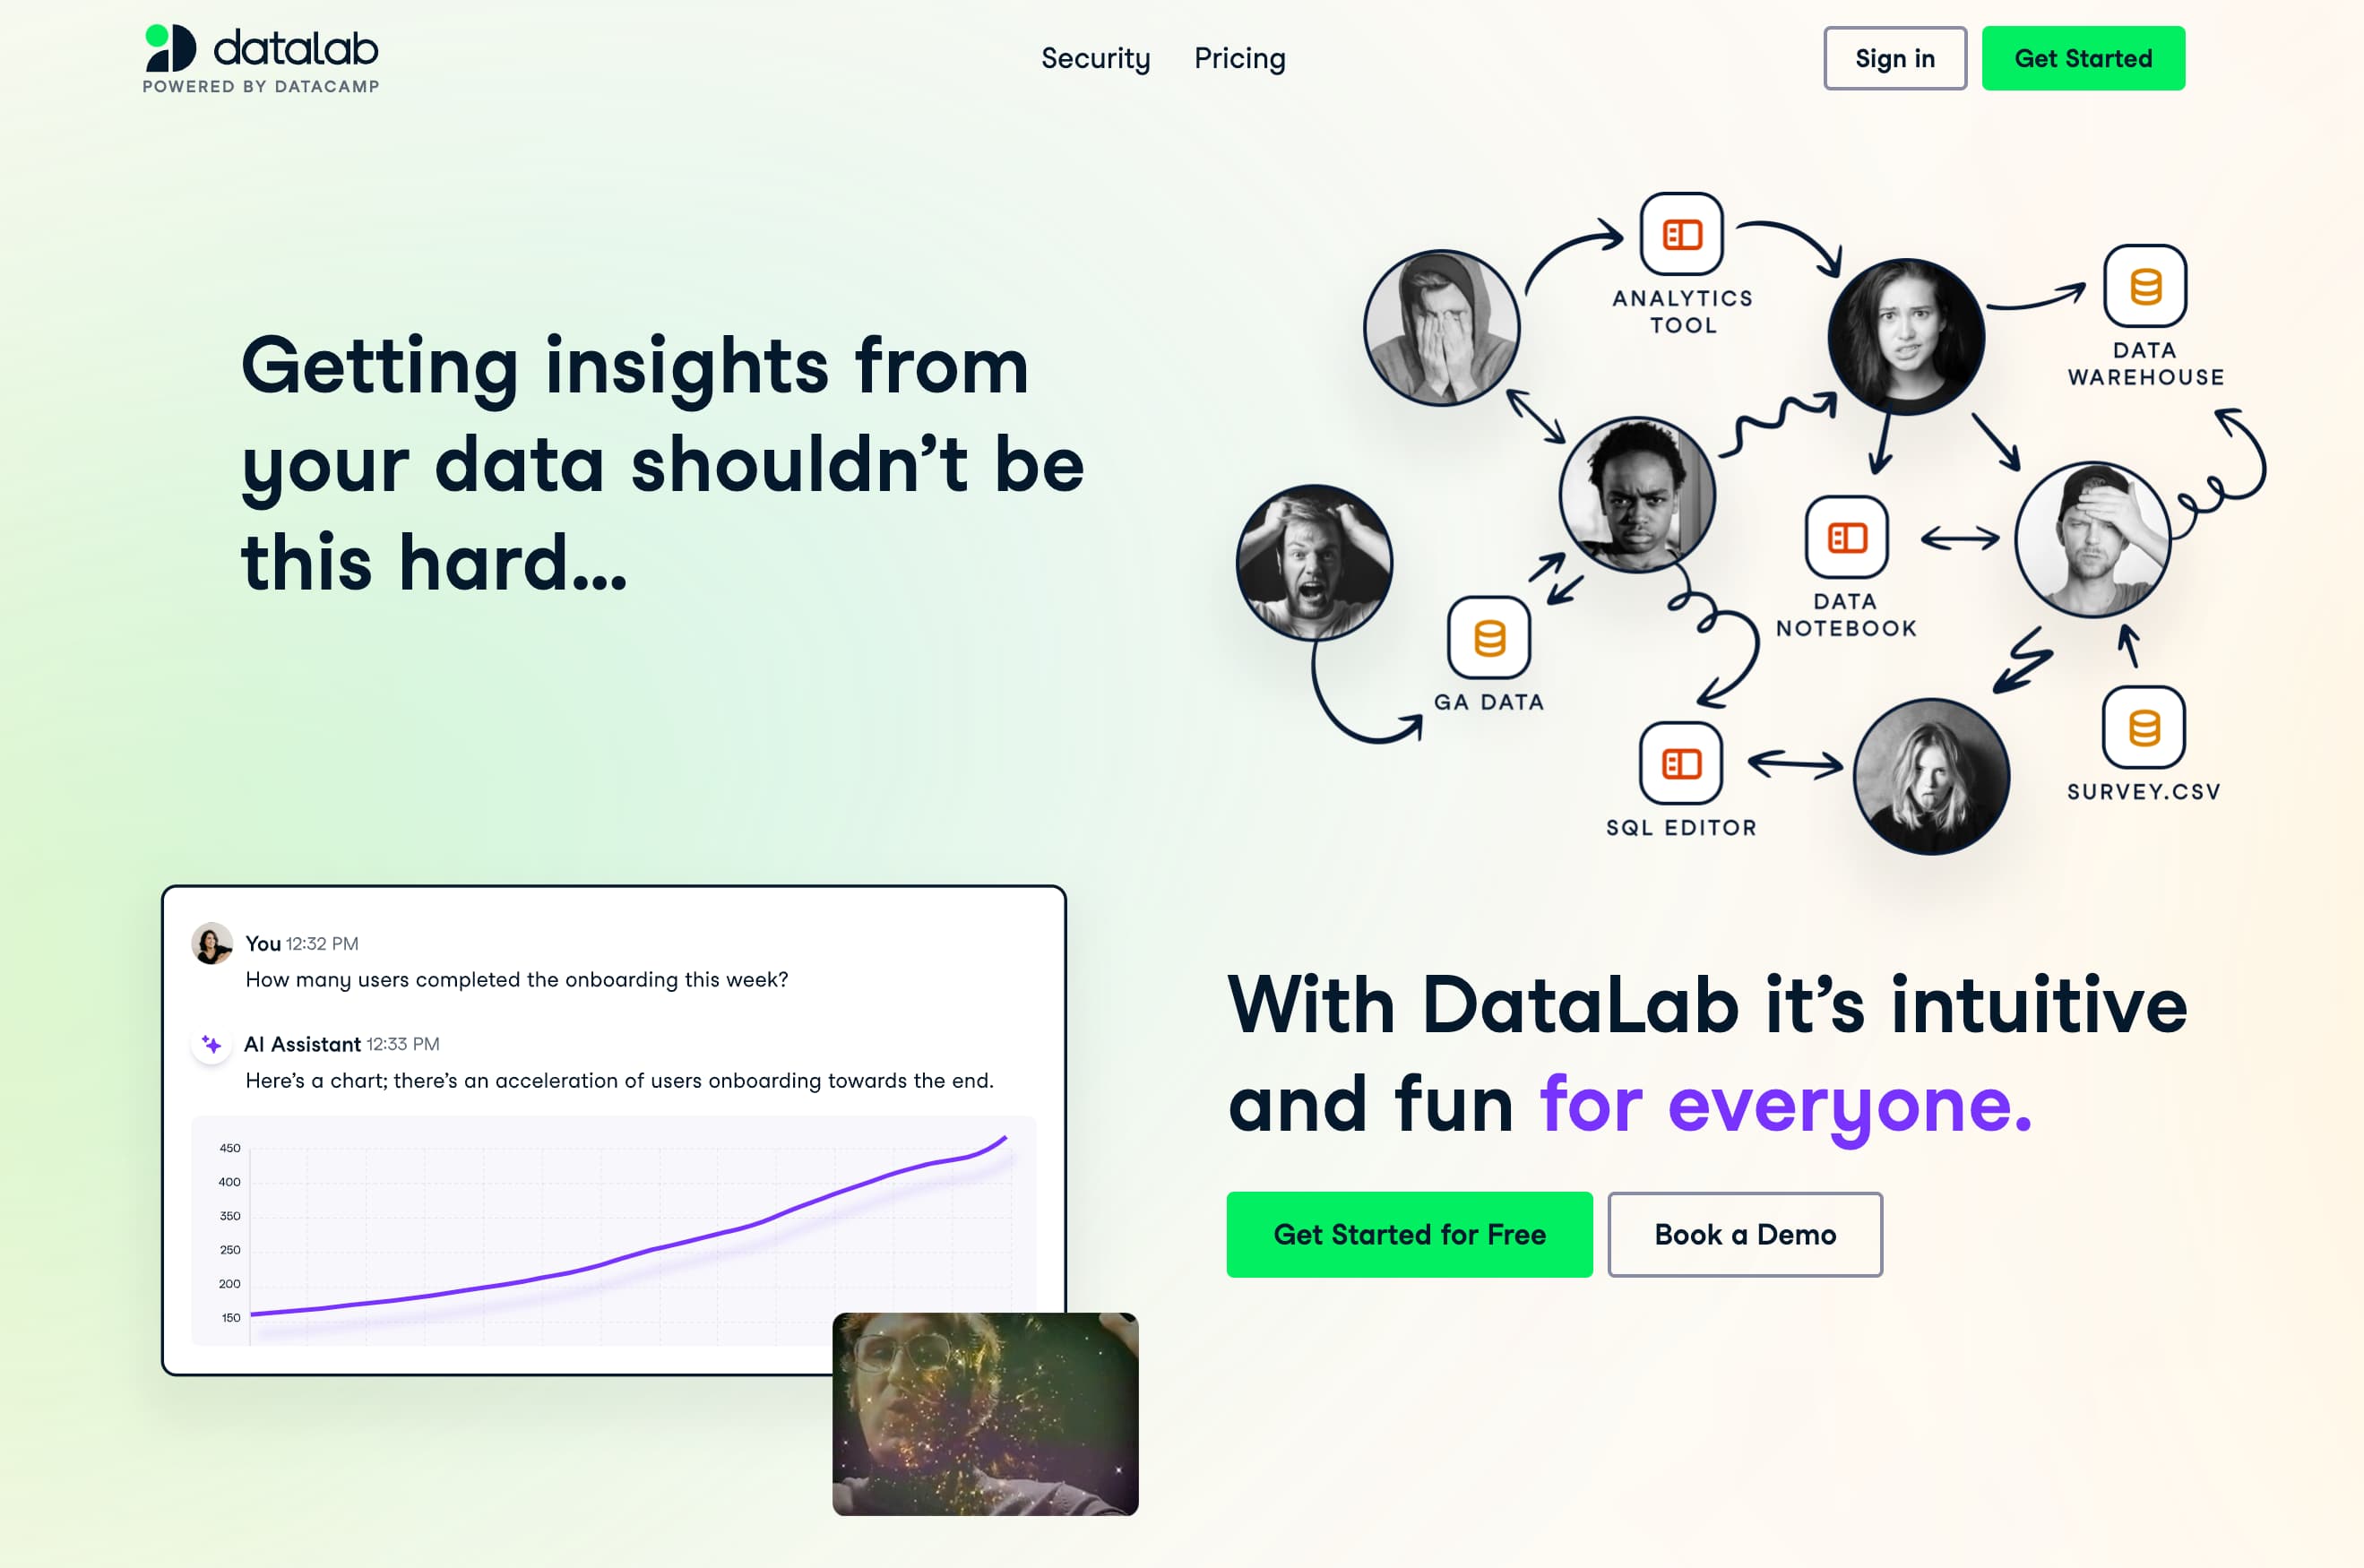 datalab
POWERED BY DATACAMP
Security
Pricing
Sign in
Get Started
Getting insights from
your data shouldn’t be
this hard...
ANALYTICS
TOOL
DATA
WAREHOUSE
DATA
NOTEBOOK
GA DATA
SQL EDITOR
SURVEY.CSV
You 12:32 PM
How many users completed the onboarding this week?
AI Assistant 12:33 PM
Here’s a chart; there’s an acceleration of users onboarding towards the end.
450
400
350
250
200
150
With DataLab it’s intuitive
and fun for everyone.
Get Started for Free
Book a Demo